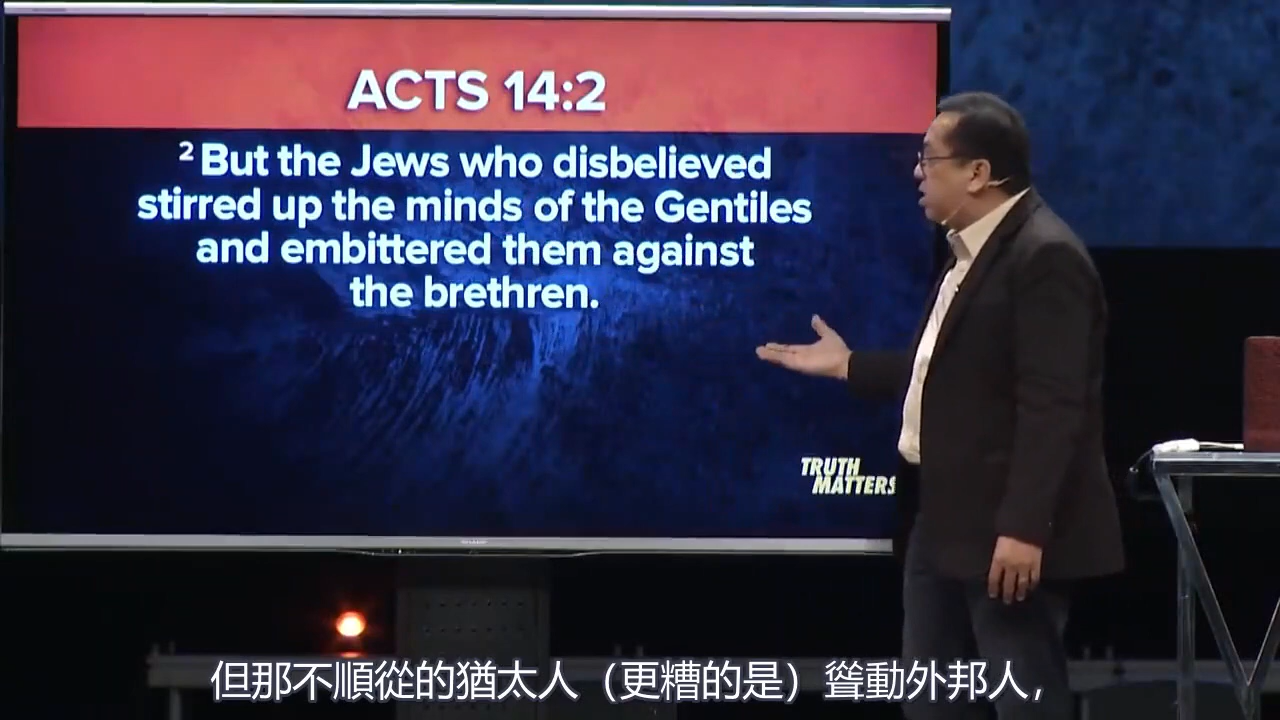 ACTS 14:2
2 But the Jews who disbelieved
stirred up the minds of the Gentiles
and embittered them against
the brethren.
TRUTH
MATTERS
但那不順從的猶太人（更糟的是）聳動外邦人，